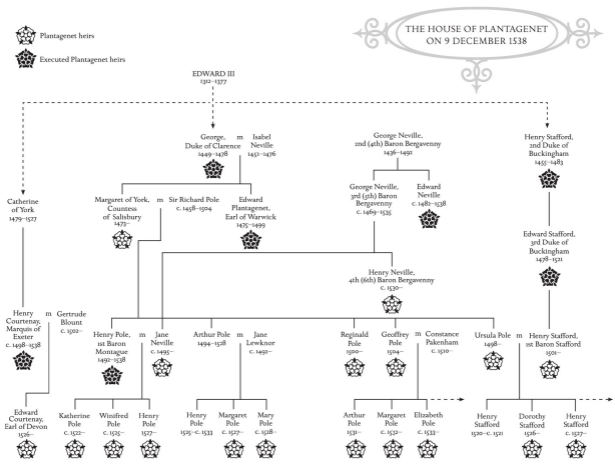 Plantagenet heirs
Executed Plantagenet heirs
THE HOUSE OF PLANTAGENET
ON 9 DECEMBER 1538
EDWARD III
1312–1377
George,
Duke of Clarence
1449–1478
m
Isabel
Neville
1451–1476
George Neville,
2nd (4th) Baron Bergavenny
1436–1492
Henry Stafford,
2nd Duke of
Buckingham
1455–1483
Catherine
of York
1479–1527
Margaret of York,
Countess
of Salisbury
1473–
m
Sir Richard Pole
c. 1458–1504
Edward
Plantagenet,
Earl of Warwick
1475–1499
George Neville,
3rd (5th) Baron
Bergavenny
c. 1469–1535
Edward
Neville
c. 1482–1538
Edward Stafford,
3rd Duke of
Buckingham
1478–1521
Henry Neville,
4th (6th) Baron Bergavenny
c. 1530–
Henry
Courtenay,
Marquis of
Exeter
c. 1498–1538
m
Gertrude
Blount
c. 1502–
Henry Pole,
1st Baron
Montague
1492–1538
m
Jane
Neville
c. 1495–
Arthur Pole
1494–1528
m
Jane
Lewknor
c. 1492–
Reginald
Pole
1500–
Geoffrey
Pole
1504–
m
Constance
Pakenham
c. 1510–
Ursula Pole
1498–
m
Henry Stafford,
1st Baron Stafford
1501–
Edward
Courtenay,
Earl of Devon
1526–
Katherine
Pole
c. 1522–
Winifred
Pole
c. 1525–
Henry
Pole
1527–
Henry
Pole
1525–c. 1533
Margaret
Pole
c. 1527–
Mary
Pole
c. 1528–
Arthur
Pole
1531–
Margaret
Pole
c. 1532–
Elizabeth
Pole
c. 1533–
Henry
Stafford
1520–c. 1521
Dorothy
Stafford
1526–
Henry
Stafford
c. 1527–